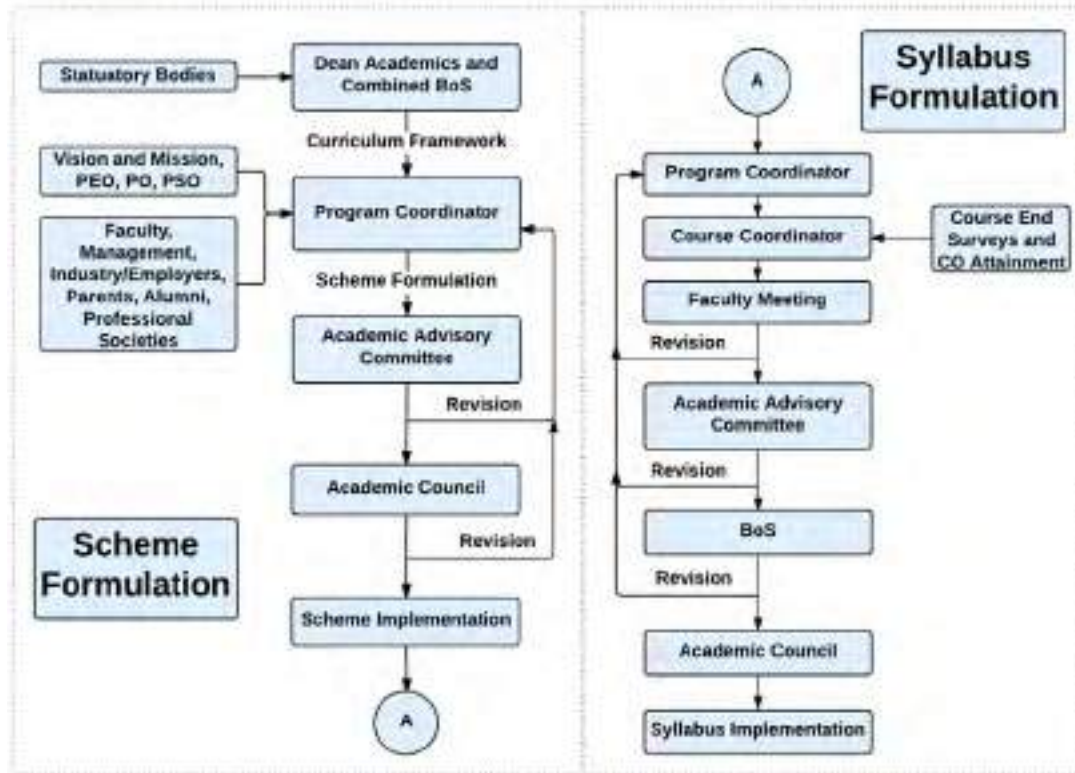 Statuatory Bodies
Dean Academics and
Combined BoS
Curriculum Framework
Vision and Mission,
PEO, PO, PSO
Program Coordinator
Faculty,
Management,
Industry/Employers,
Parents, Alumni,
Professional
Societies
Scheme Formulation
Academic Advisory
Committee
Revision
Academic Council
Revision
Scheme
Formulation
Scheme Implementation
A
Syllabus
Formulation
A
Program Coordinator
Course Coordinator
Course End
Surveys and
CO Attainment
Faculty Meeting
Revision
Academic Advisory
Committee
Revision
BoS
Revision
Academic Council
Syllabus Implementation